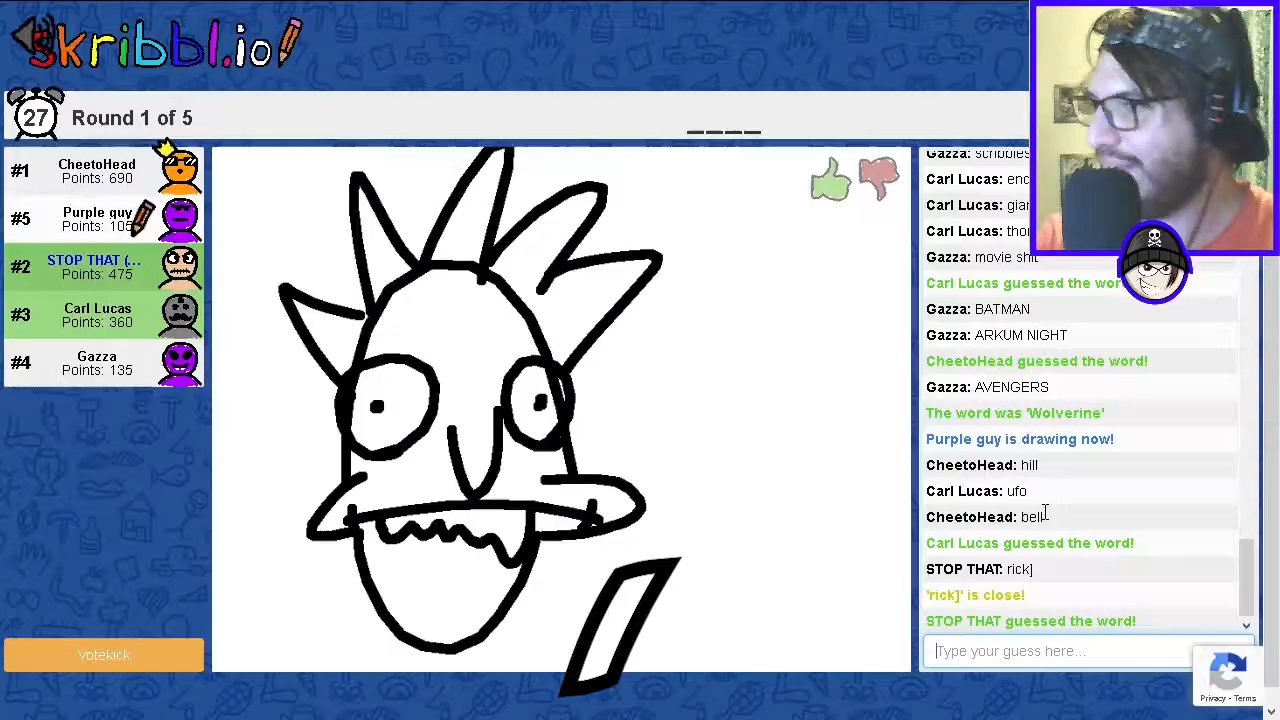 skribbl.io
27
Round 1 of 5
____
#1
CheetoHead
Points: 690
#5
Purple guy
Points: 105
#2
STOP THAT (...
Points: 475
#3
Carl Lucas
Points: 360
#4
Gazza
Points: 135
Votekick
Gazza: scribbles
Carl Lucas:
Carl Lucas:
Carl Lucas:
Gazza: movie shit
Carl Lucas guessed the
Gazza: BATMAN
Gazza: ARKUM NIGHT
CheetoHead guessed the word!
Gazza: AVENGERS
The word was 'Wolverine'
Purple guy is drawing now!
CheetoHead: hill
Carl Lucas: ufo
CheetoHead: bell
Carl Lucas guessed the word!
STOP THAT: rick]
'rick]' is close!
STOP THAT guessed the word!
Type your guess here...
Privacy - Terms